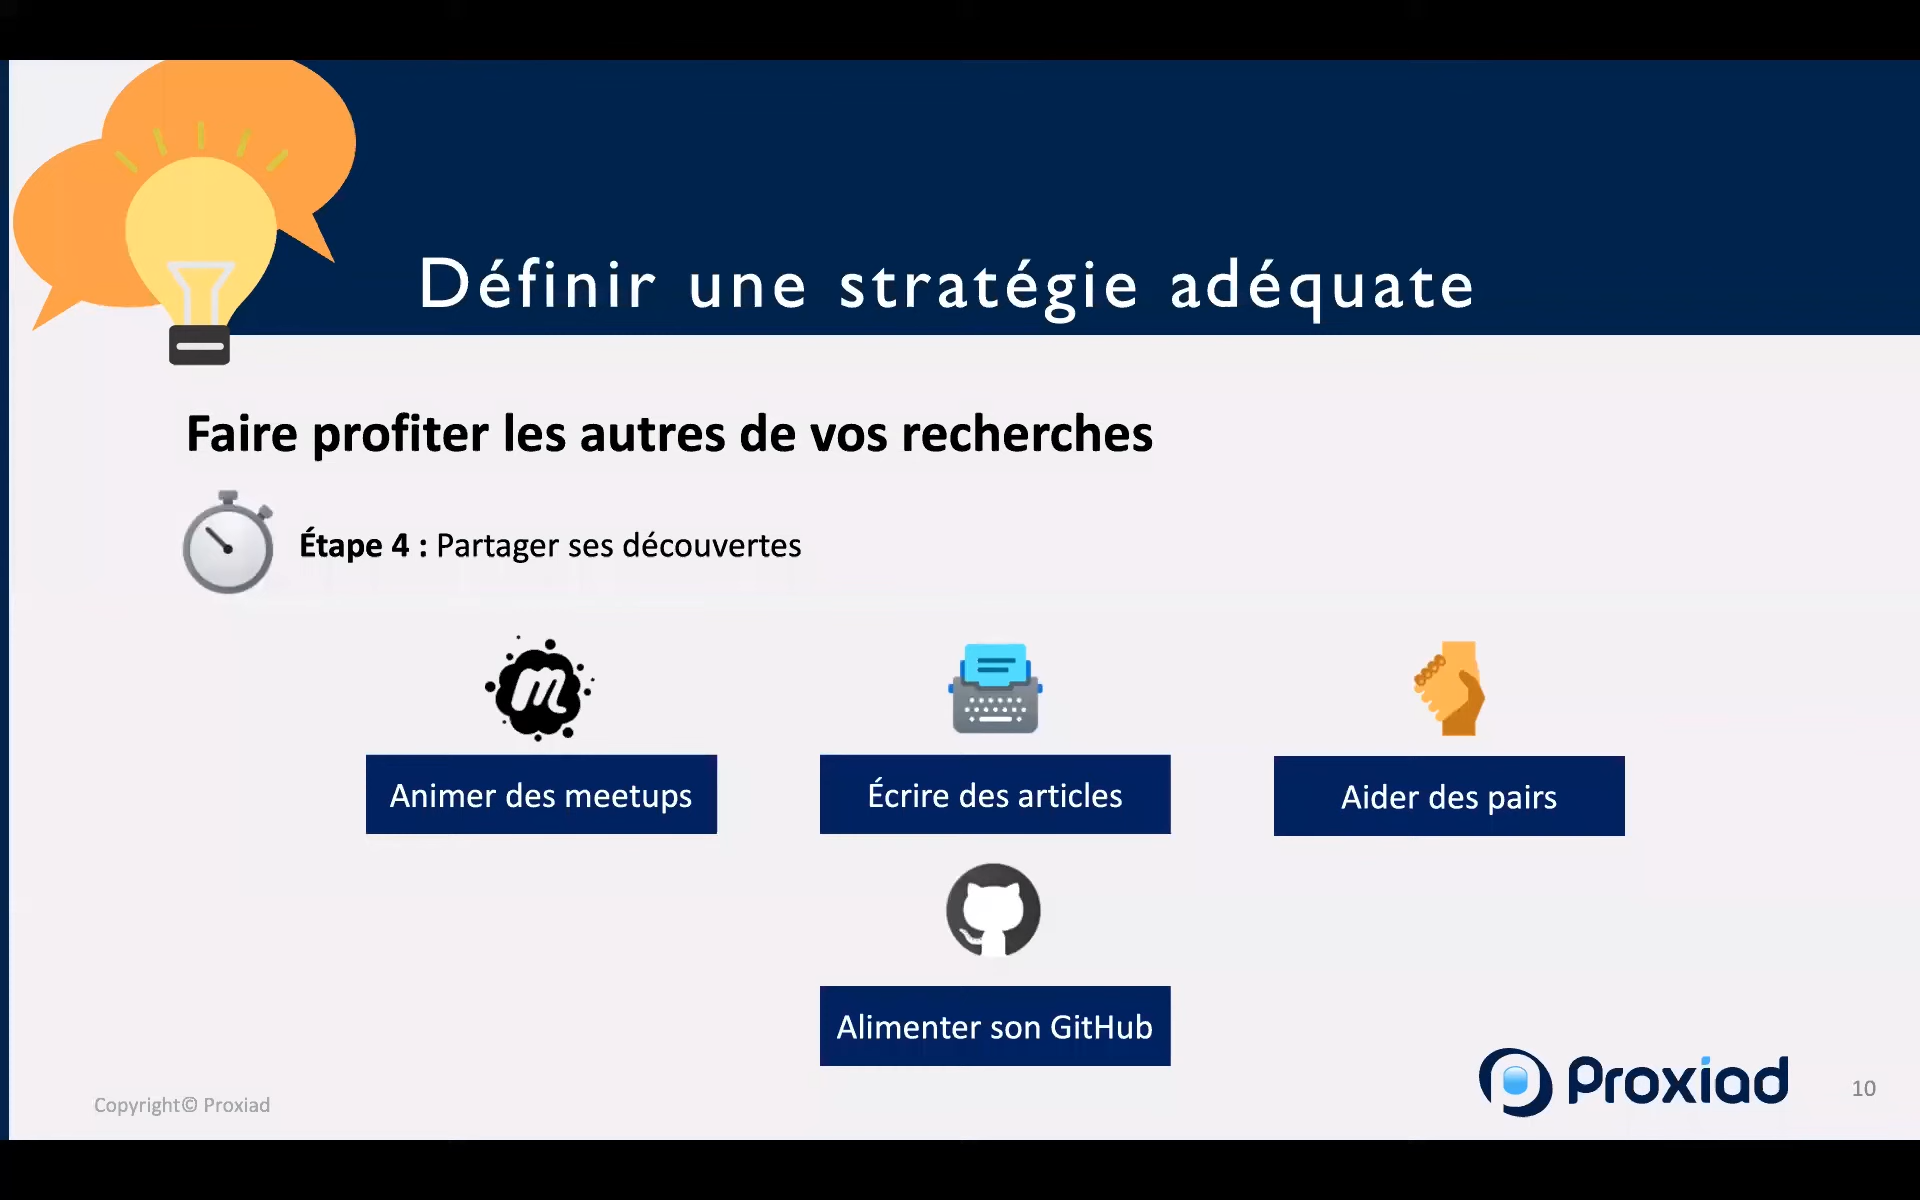 Définir une stratégie adéquate
Faire profiter les autres de vos recherches
Étape 4 : Partager ses découvertes
Animer des meetups
Écrire des articles
Aider des pairs
Alimenter son GitHub
Copyright© Proxiad
Proxiad
10